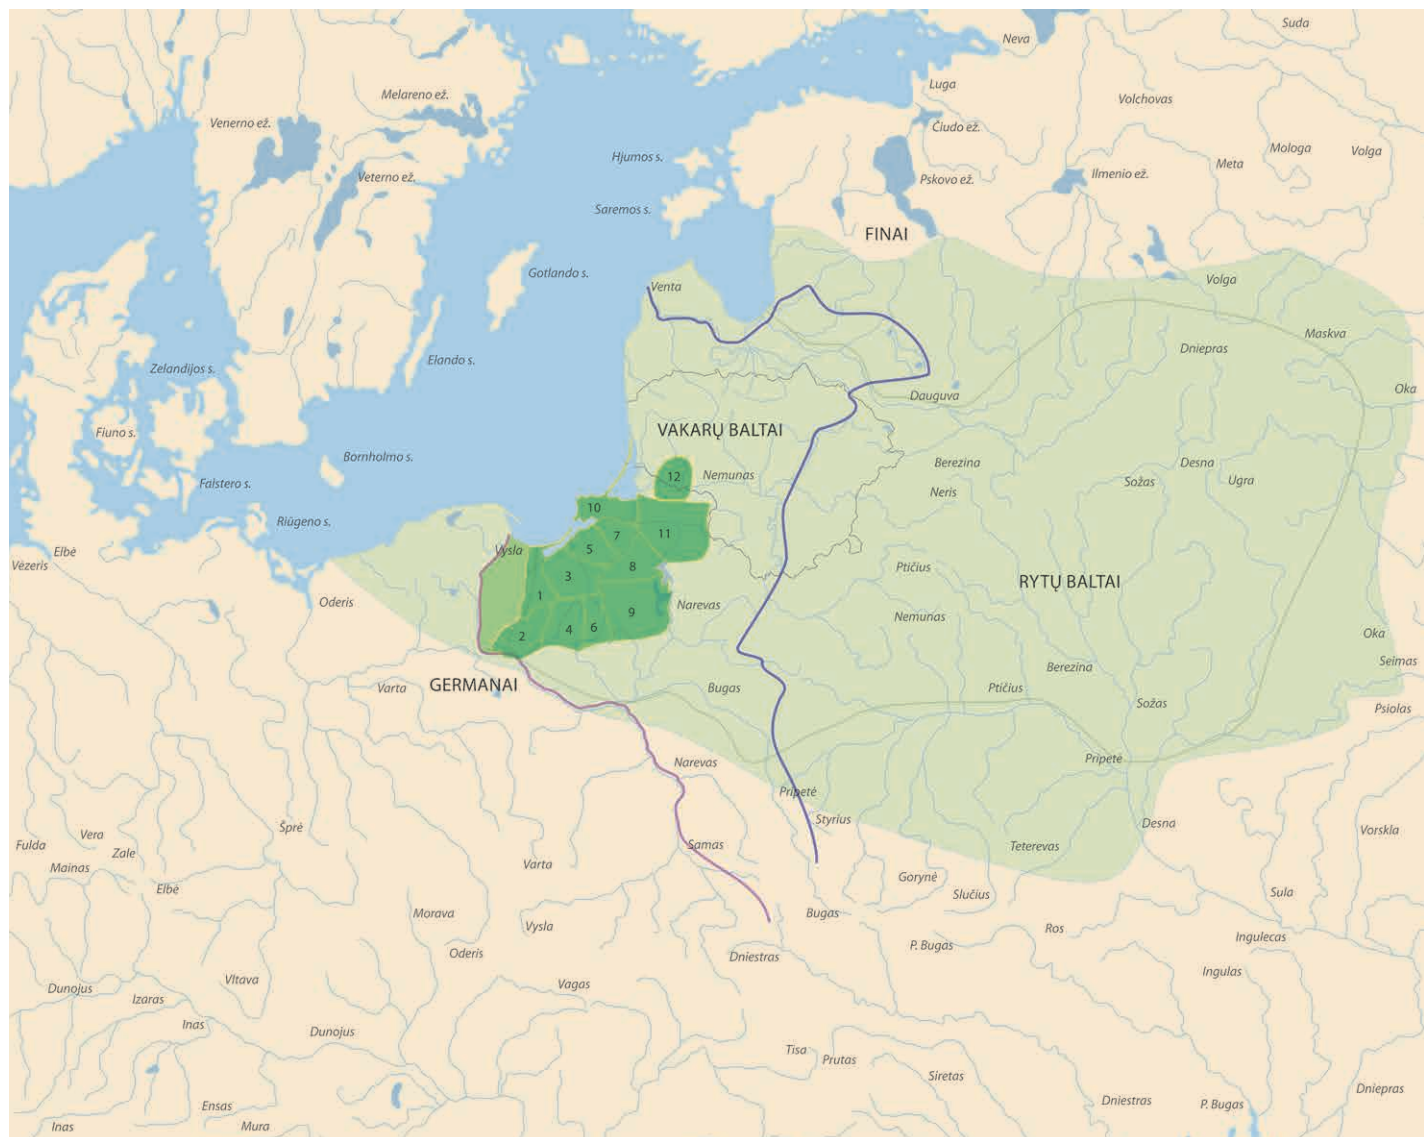 Suda
Neva
Luga
Melareno ež.
Volchovas
Venerno ež.
Čiudo ež.
Mologa
Volga
Hjumos s.
Meta
Veterno ež.
Pskovo ež.
Ilmenio ež.
Saremos s.
FINAI
Gotlando s.
Venta
Volga
Maskva
Dniepras
Elando s.
Zelandijos s.
Oka
Dauguva
VAKARŲ BALTAI
Fiuno s.
Bornholmo s.
Berezina
Desna
12
Nemunas
Ugra
Falstero s.
Sožas
Neris
10
Riūgeno s.
7
11
Elbė
Vysla
5
Vėzeris
8
Ptičius
3
RYTŲ BALTAI
1
Oderis
Narevas
9
Nemunas
4
6
2
Oka
Seimas
Berezina
GERMANAI
Varta
Bugas
Ptičius
Sožas
Psiolas
Narevas
Pripetė
Pripetė
Styrius
Desna
Šprė
Vorskla
Vera
Fulda
Samas
Teterevas
Zale
Mainas
Varta
Gorynė
Elbė
Slučius
Sula
Morava
Bugas
Vysla
Ros
Ingulecas
P. Bugas
Oderis
Dniestras
Ingulas
Vltava
Vagas
Dunojus
Izaras
Inas
Dunojus
Tisa
Prutas
Siretas
Dniepras
Dniestras
P. Bugas
Ensas
Inas
Mura